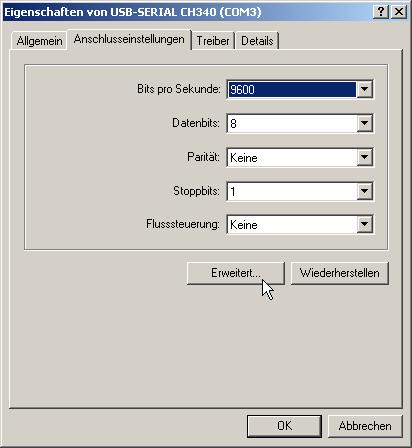 Eigenschaften von USB-SERIAL CH340 (COM3)
Allgemein Anschlusseinstellungen Treiber Details
Bits pro Sekunde: 9600
Datenbits: 8
Parität: Keine
Stoppbits: 1
Flusssteuerung: Keine
Erweitert... Wiederherstellen
OK Abbrechen